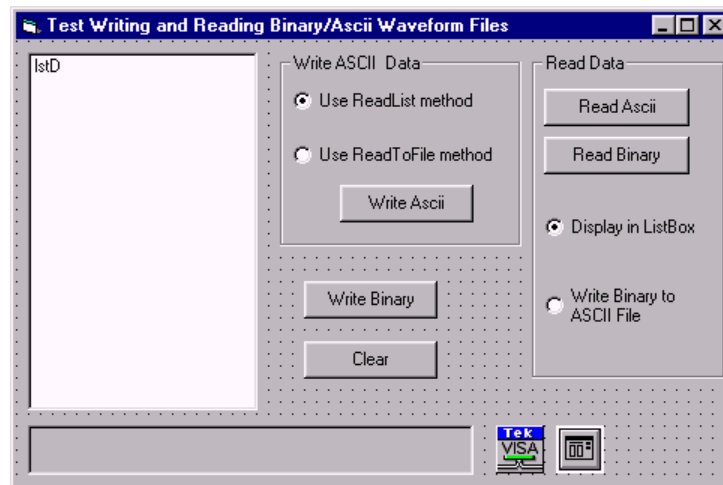 Test Writing and Reading Binary/Ascii Waveform Files
lstD
Write ASCII Data
Use ReadList method
Use ReadToFile method
Write Ascii
Write Binary
Clear
Read Data
Read Ascii
Read Binary
Display in ListBox
Write Binary to
ASCII File
Tek
VISA